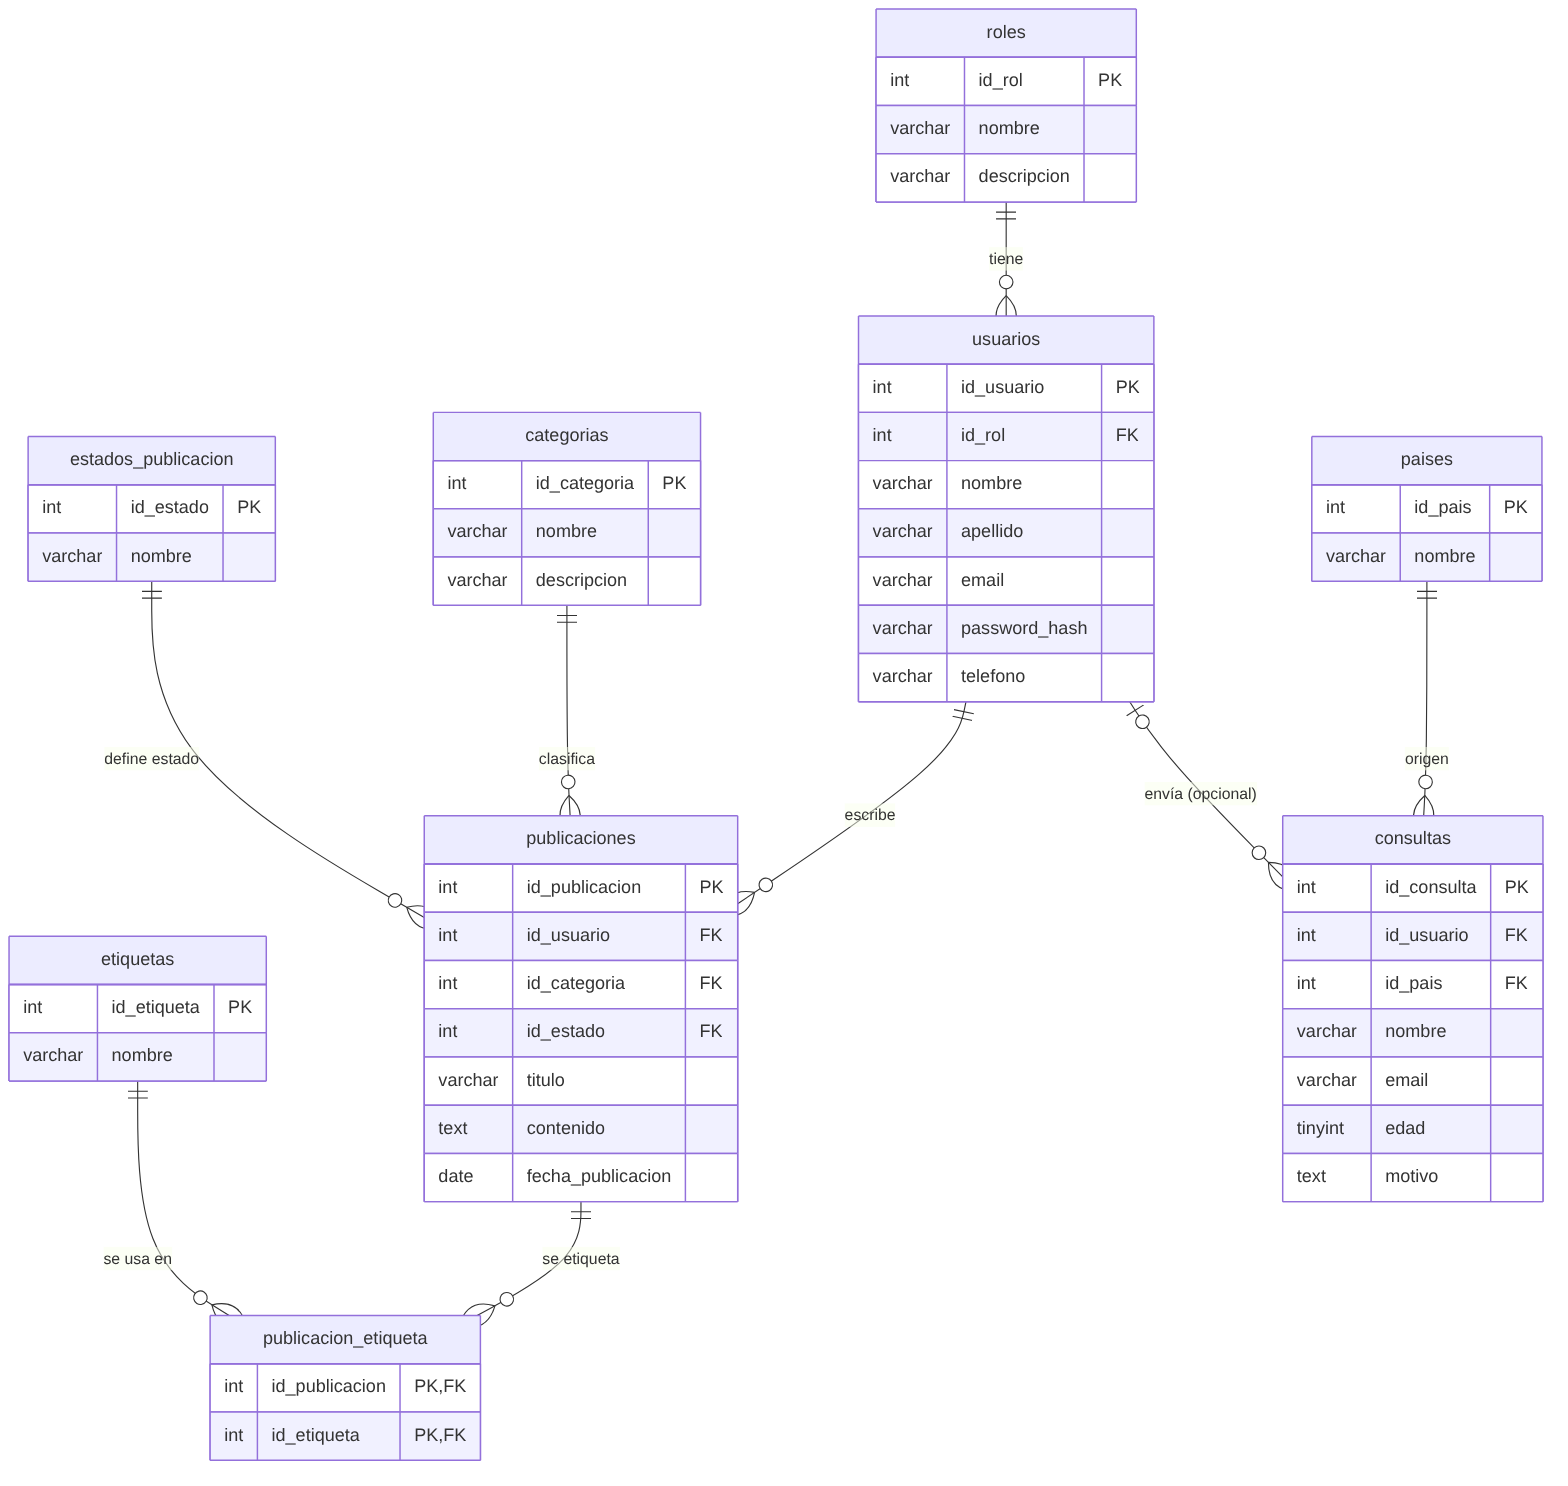 roles
int id_rol PK
varchar nombre
varchar descripcion
tiene
usuarios
int id_usuario PK
int id_rol FK
varchar nombre
varchar apellido
varchar email
varchar password_hash
varchar telefono
categorias
int id_categoria PK
varchar nombre
varchar descripcion
estados_publicacion
int id_estado PK
varchar nombre
paises
int id_pais PK
varchar nombre
define estado
clasifica
escribe
envía (opcional)
origen
publicaciones
int id_publicacion PK
int id_usuario FK
int id_categoria FK
int id_estado FK
varchar titulo
text contenido
date fecha_publicacion
consultas
int id_consulta PK
int id_usuario FK
int id_pais FK
varchar nombre
varchar email
tinyint edad
text motivo
etiquetas
int id_etiqueta PK
varchar nombre
se usa en
se etiqueta
publicacion_etiqueta
int id_publicacion PK,FK
int id_etiqueta PK,FK